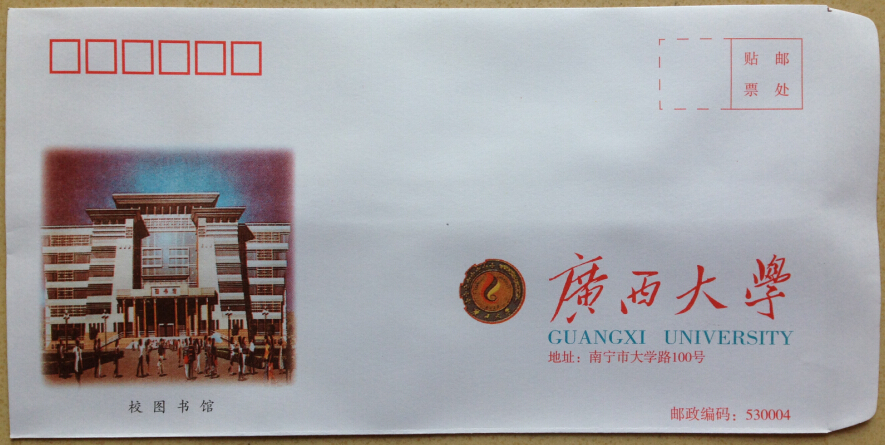 贴 邮
票 处
廣西大學
GUANGXI UNIVERSITY
地址：南宁市大学路100号
校图书馆
邮政编码：530004